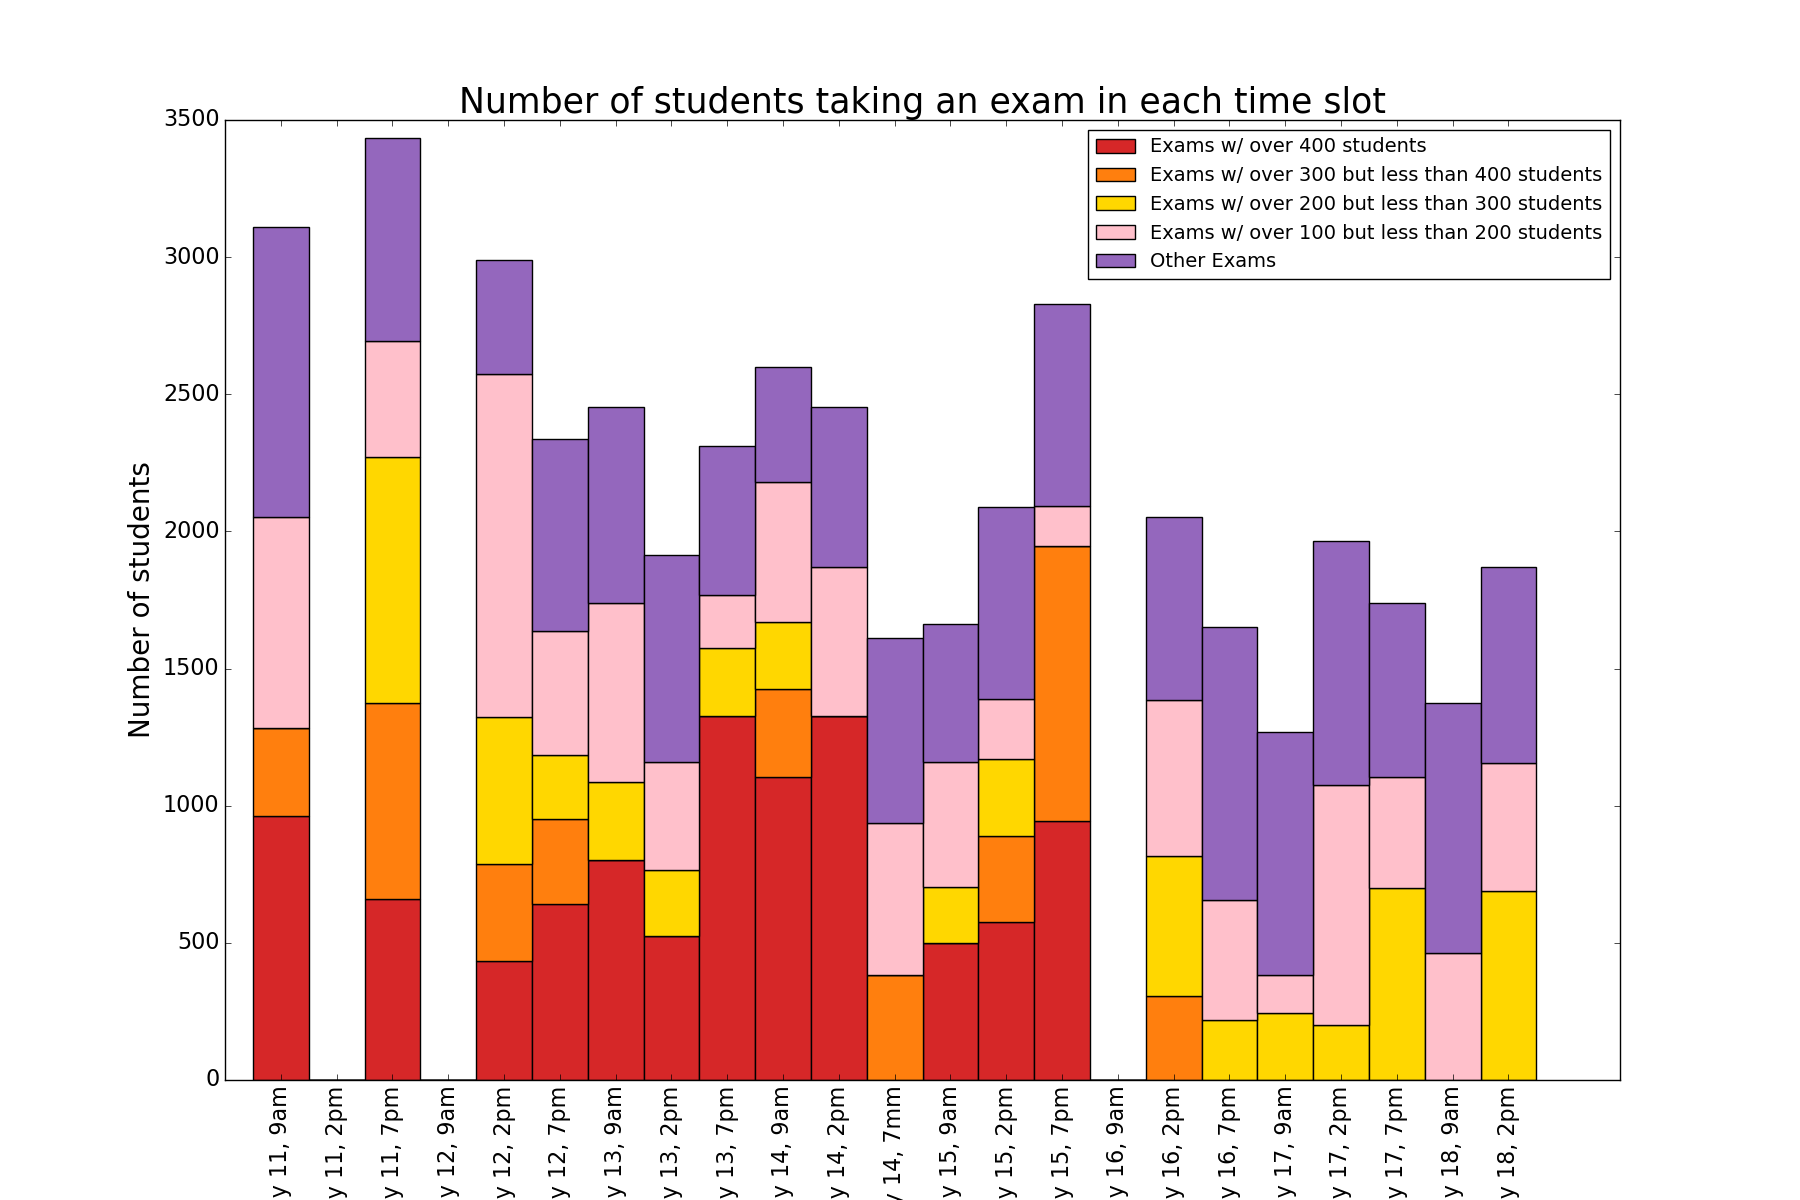 Number of students taking an exam in each time slot
3500
3000
2500
2000
1500
1000
500
0
Number of students
Exams w/ over 400 students
Exams w/ over 300 but less than 400 students
Exams w/ over 200 but less than 300 students
Exams w/ over 100 but less than 200 students
Other Exams
y 11, 9am
y 11, 2pm
y 11, 7pm
y 12, 9am
y 12, 2pm
y 12, 7pm
y 13, 9am
y 13, 2pm
y 13, 7pm
y 14, 9am
y 14, 2pm
y 14, 7mm
y 15, 9am
y 15, 2pm
y 15, 7pm
y 16, 9am
y 16, 2pm
y 16, 7pm
y 17, 9am
y 17, 2pm
y 17, 7pm
y 18, 9am
y 18, 2pm